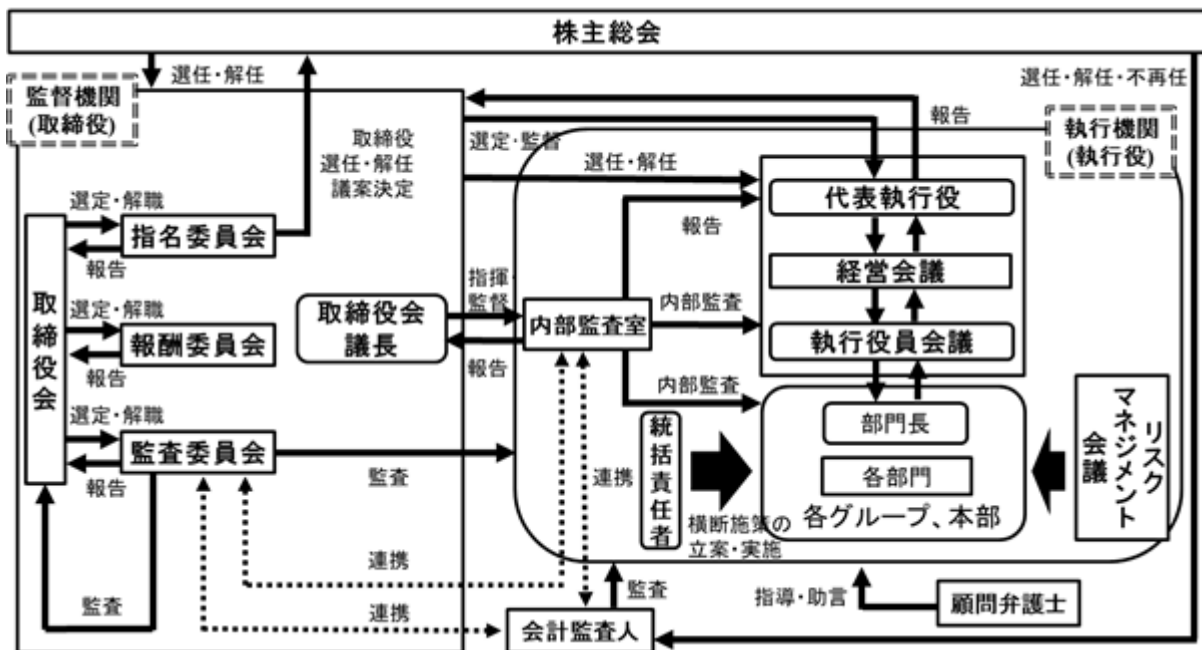 株主総会
選任・解任
選任・解任・不再任
監督機関
(取締役)
報告
執行機関
(執行役)
取締役
選任・解任
議案決定
選定・監督
選任・解任
代表執行役
選定・解職
指名委員会
報告
報告
経営会議
指揮・
監督
取締役会
選定・解職
報酬委員会
報告
取締役会
議長
内部監査室
内部監査
執行役員会議
報告
内部監査
選定・解職
監査委員会
報告
監査
統括責任者
連携
部門長
各部門
各グループ、本部
リスク
マネジメント
会議
横断施策の
立案・実施
連携
連携
監査
監査
会計監査人
指導・助言
顧問弁護士